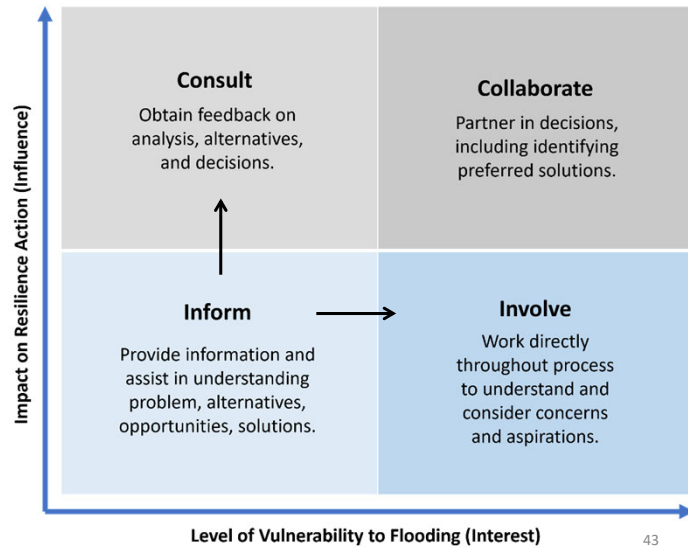 Impact on Resilience Action (Influence)
Consult
Obtain feedback on
analysis, alternatives,
and decisions.
Collaborate
Partner in decisions,
including identifying
preferred solutions.
Inform
Provide information and
assist in understanding
problem, alternatives,
opportunities, solutions.
Involve
Work directly
throughout process
to understand and
consider concerns
and aspirations.
Level of Vulnerability to Flooding (Interest)
43